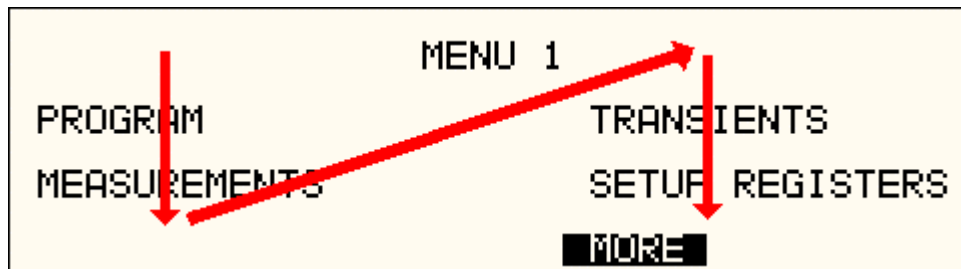 MENU 1
PROGRAM
MEASUREMENTS
TRANSIENTS
SETUP REGISTERS
MORE